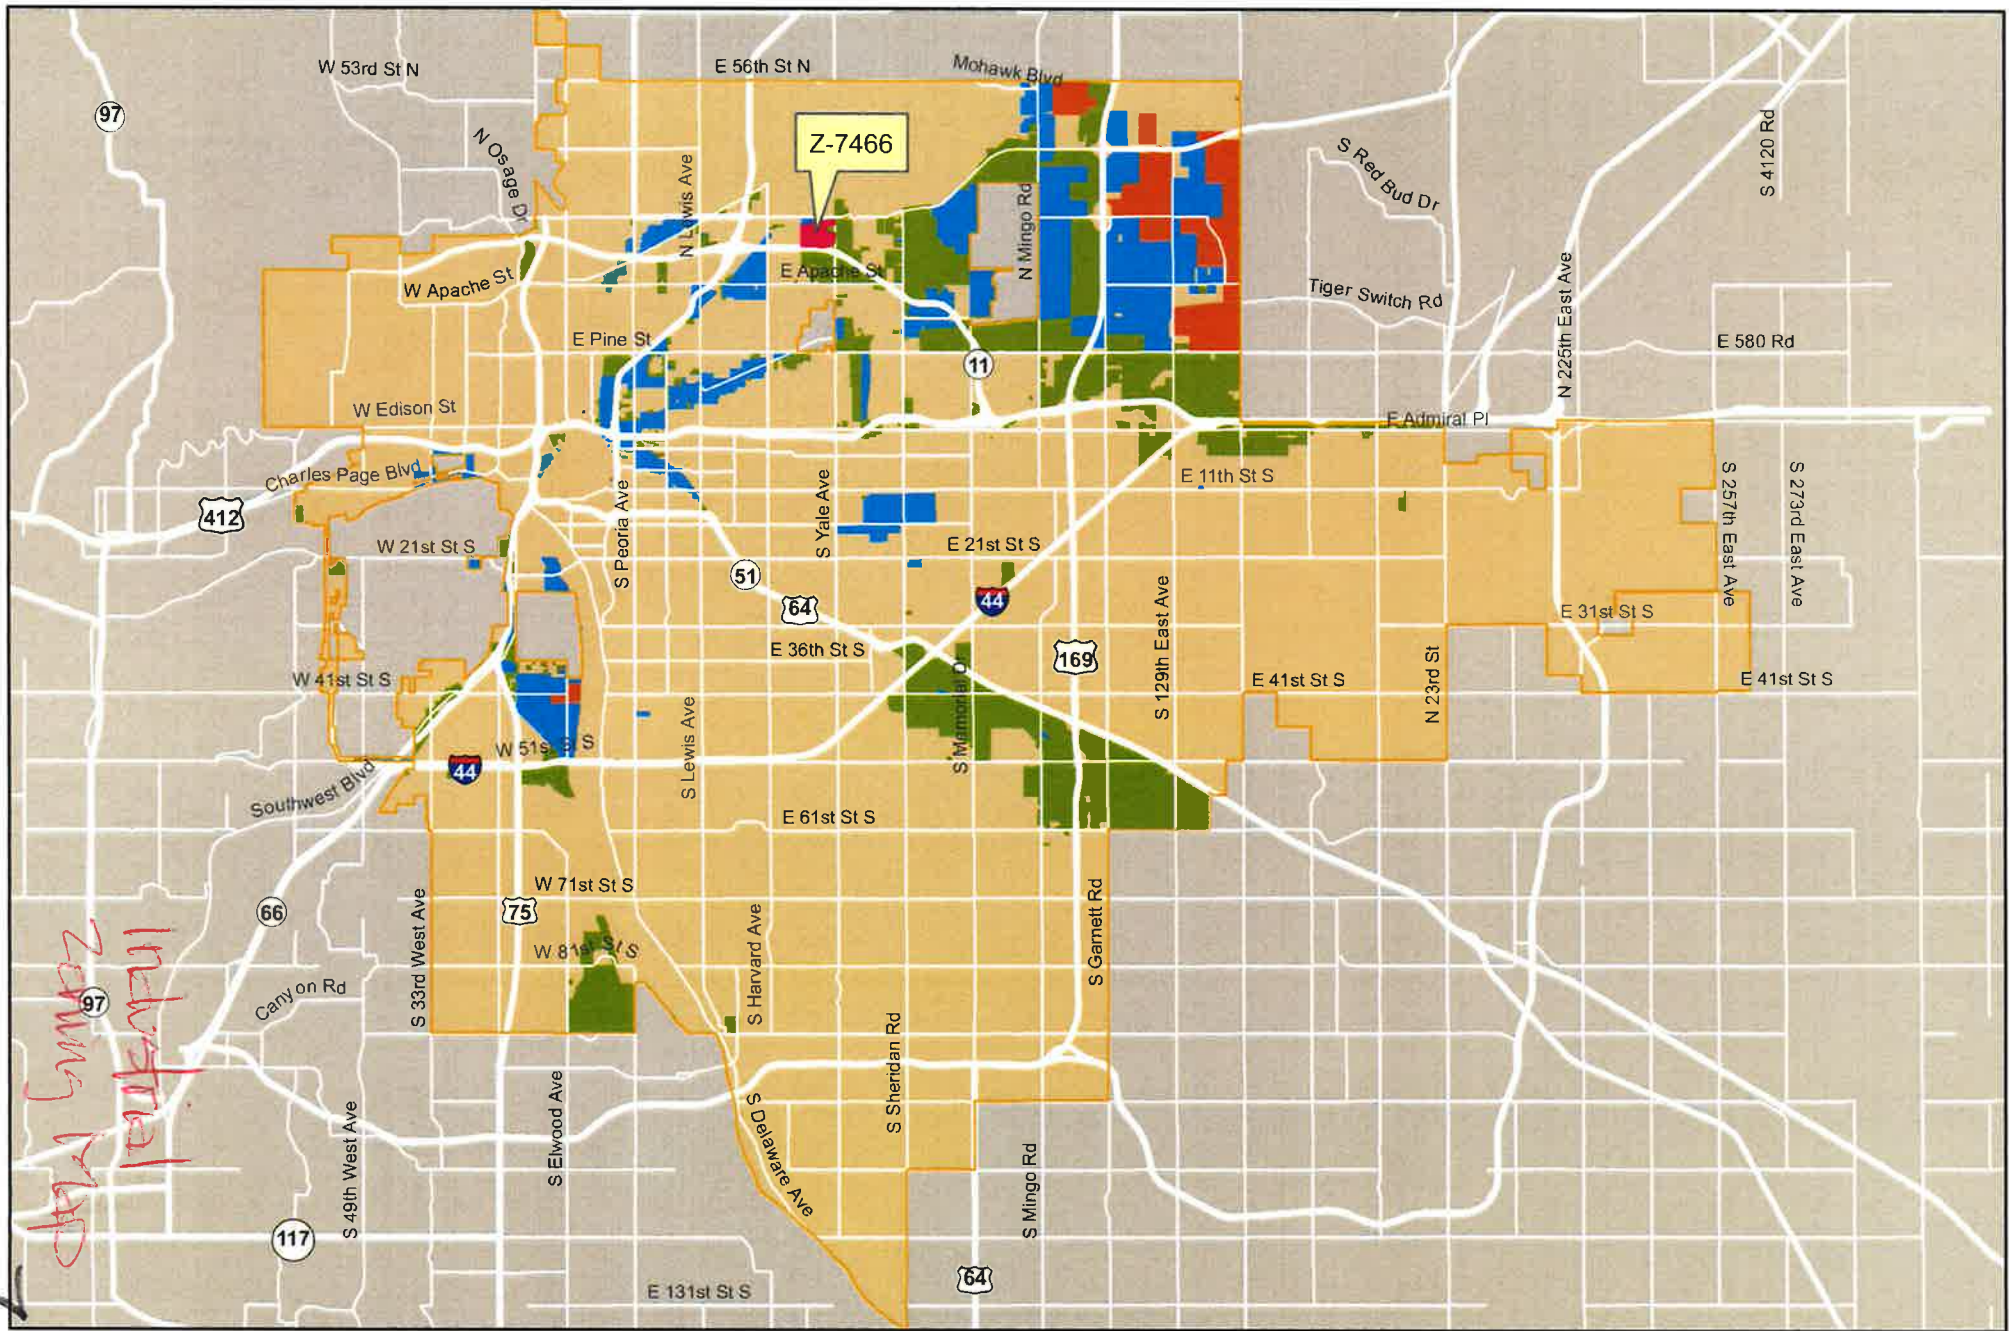 W 53rd St N
E 56th St N
Mohawk Blvd
97
Z-7466
N Osage Dr
N Lewis Ave
N Mingo Rd
S Red Bud Dr
S 4120 Rd
W Apache St
E Apache St
Tiger Switch Rd
N 225th East Ave
E Pine St
11
E 580 Rd
W Edison St
E Admiral Pl
Charles Page Blvd
412
S Peoria Ave
S Yale Ave
E 11th St S
S 257th East Ave
S 273rd East Ave
W 21st St S
E 21st St S
51
64
44
S 129th East Ave
E 31st St S
E 36th St S
169
W 41st St S
S Memorial Dr
E 41st St S
N 23rd St
E 41st St S
W 51st St S
44
S Lewis Ave
Southwest Blvd
E 61st St S
W 71st St S
66
75
S 33rd West Ave
W 81st St S
S Harvard Ave
S Garnett Rd
97
Canyon Rd
Industrial
Zoning Map
S Sheridan Rd
S 49th West Ave
S Elwood Ave
S Delaware Ave
S Mingo Rd
117
64
E 131st St S